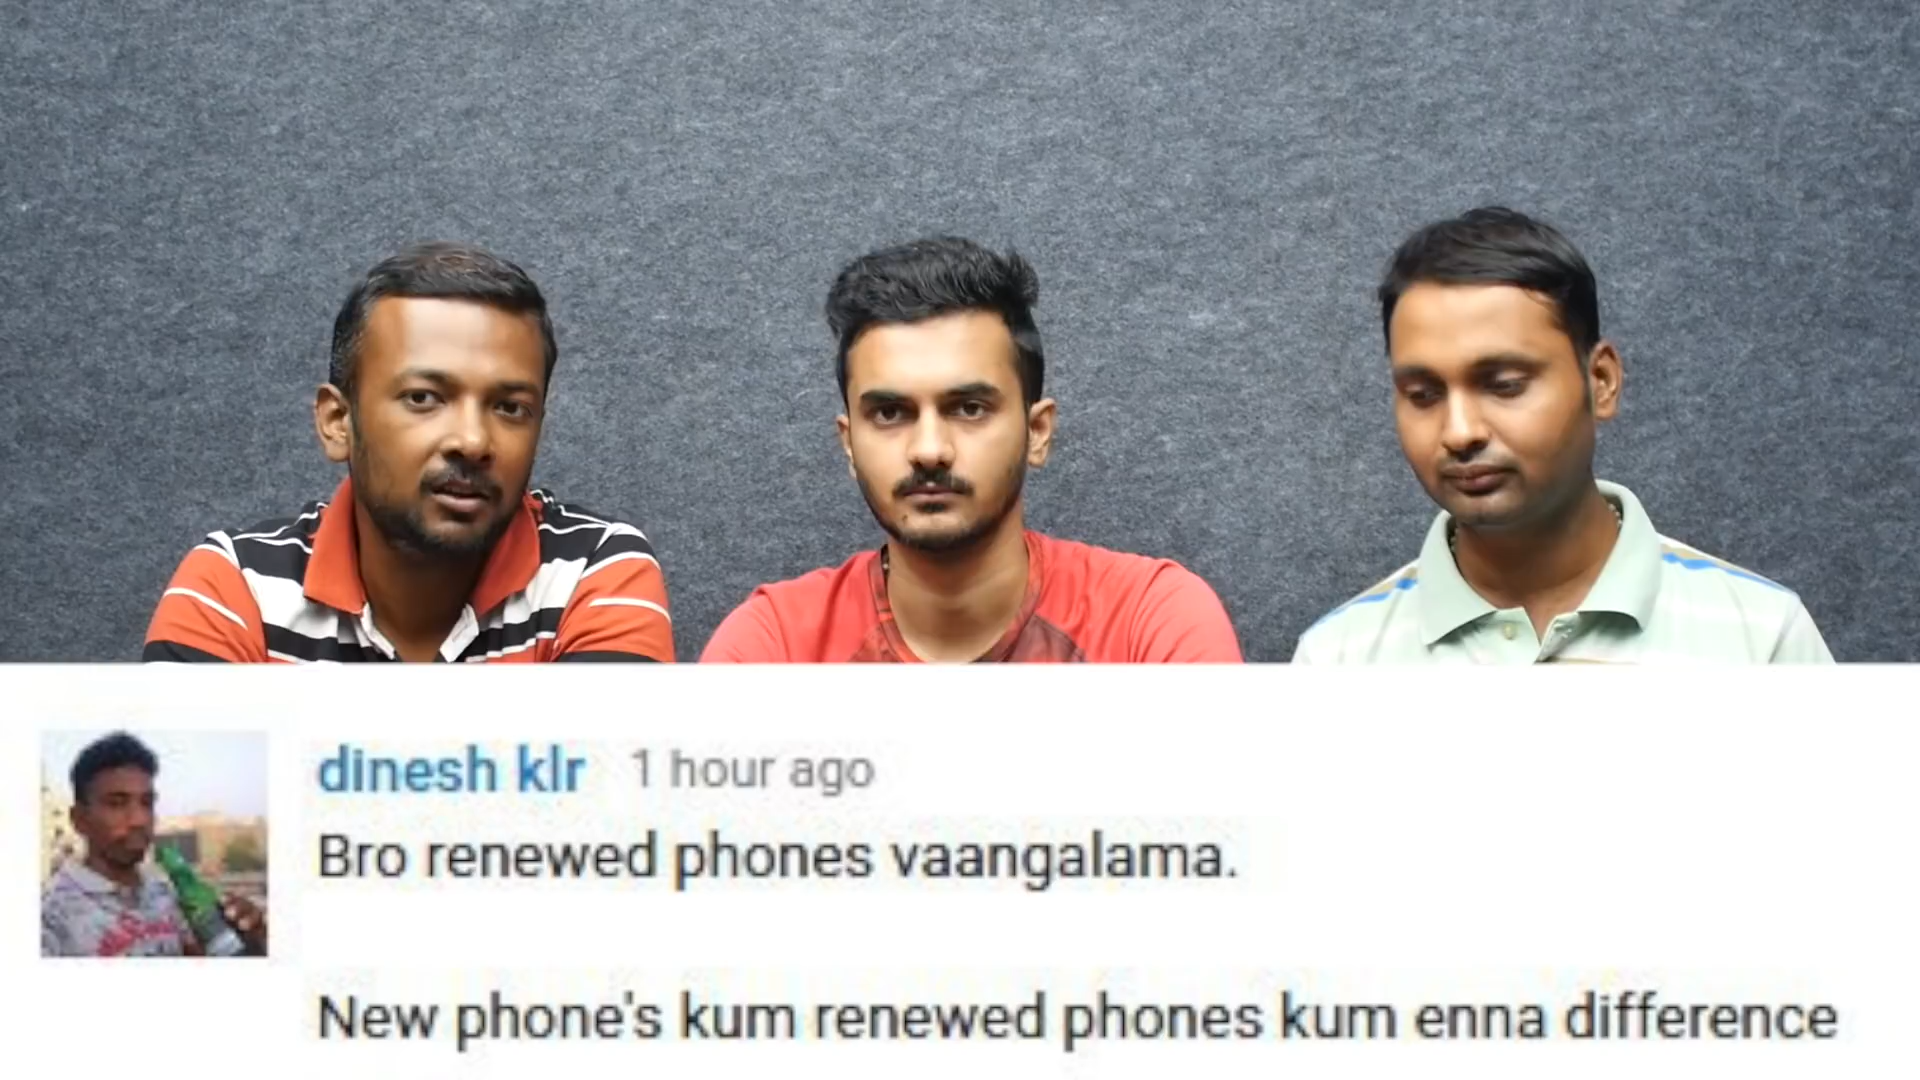 dinesh klr 1 hour ago
Bro renewed phones vaangalama.
New phone's kum renewed phones kum enna difference